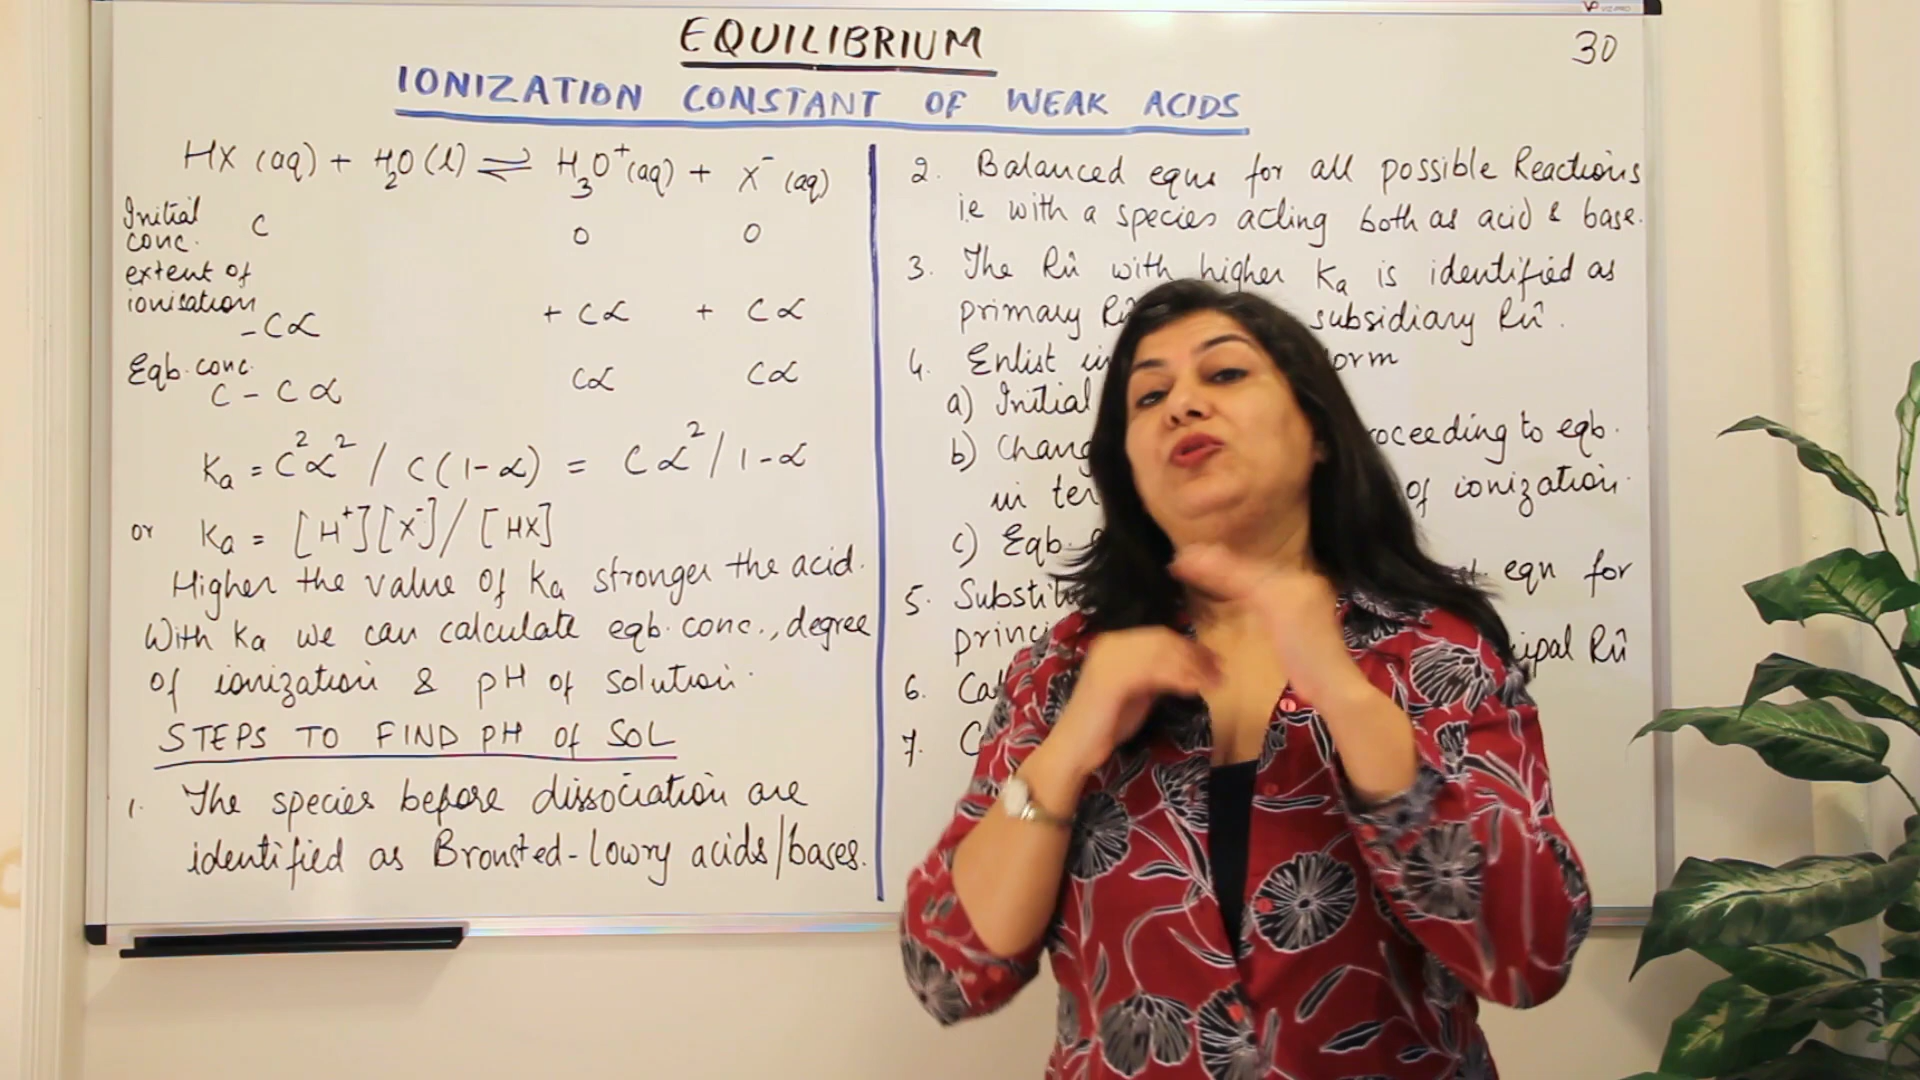 EQUILIBRIUM
30
IONIZATION CONSTANT OF WEAK ACIDS
HX (aq) + H₂O (l) ⇌ H₃O⁺ (aq) + X⁻ (aq)
Initial conc. C 0 0
extent of
ionisation
-Cα + Cα + Cα
Eqb. conc.
C - Cα Cα Cα
Ka = C²α² / C(1-α) = Cα² / 1-α
or Ka = [H⁺][X⁻] / [HX]
Higher the value of Ka stronger the acid.
With Ka we can calculate eqb. conc., degree
of ionization & pH of solution.
STEPS TO FIND PH of SOL
1. The species before dissociation are
identified as Bronsted-lowry acids/bases.
2. Balanced eqns for all possible Reactions
i.e with a species acting both as acid & base.
3. The Rn̂ with higher Ka is identified as
primary subsidiary Rn̂.
4. Enlist
a) Initial
b) proceeding to eqb.
in of ionization.
c) Eqb. eqn for
5. Rn̂
6.
7.